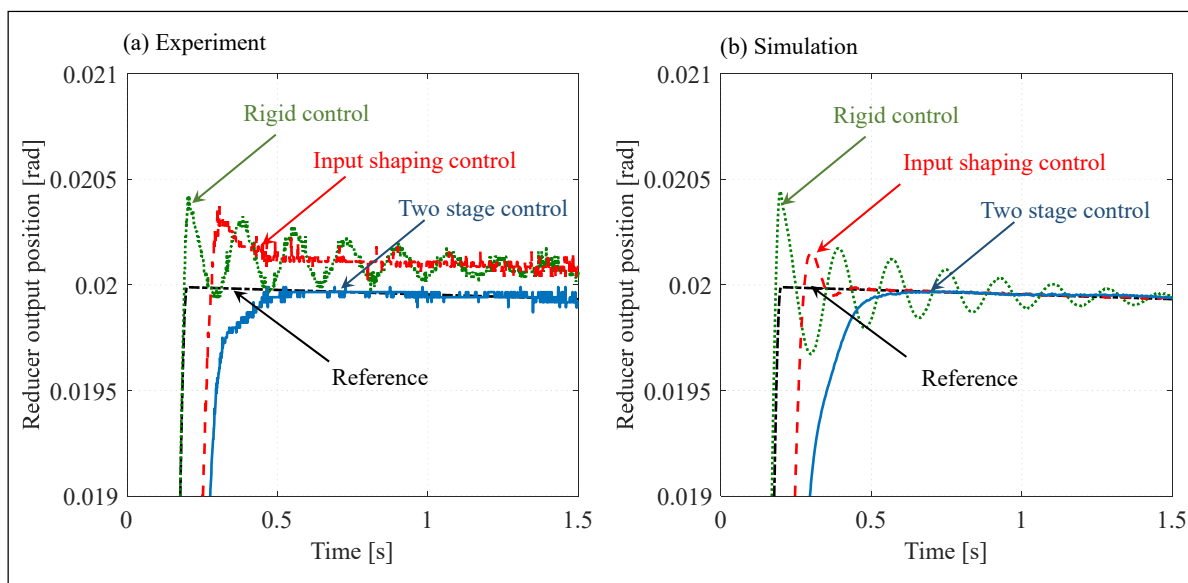 (a) Experiment
0.021
0.0205
0.02
0.0195
0.019
0
0.5
1
1.5
Time [s]
Reducer output position [rad]
Rigid control
Input shaping control
Two stage control
Reference
(b) Simulation
0.021
0.0205
0.02
0.0195
0.019
0
0.5
1
1.5
Time [s]
Reducer output position [rad]
Rigid control
Input shaping control
Two stage control
Reference